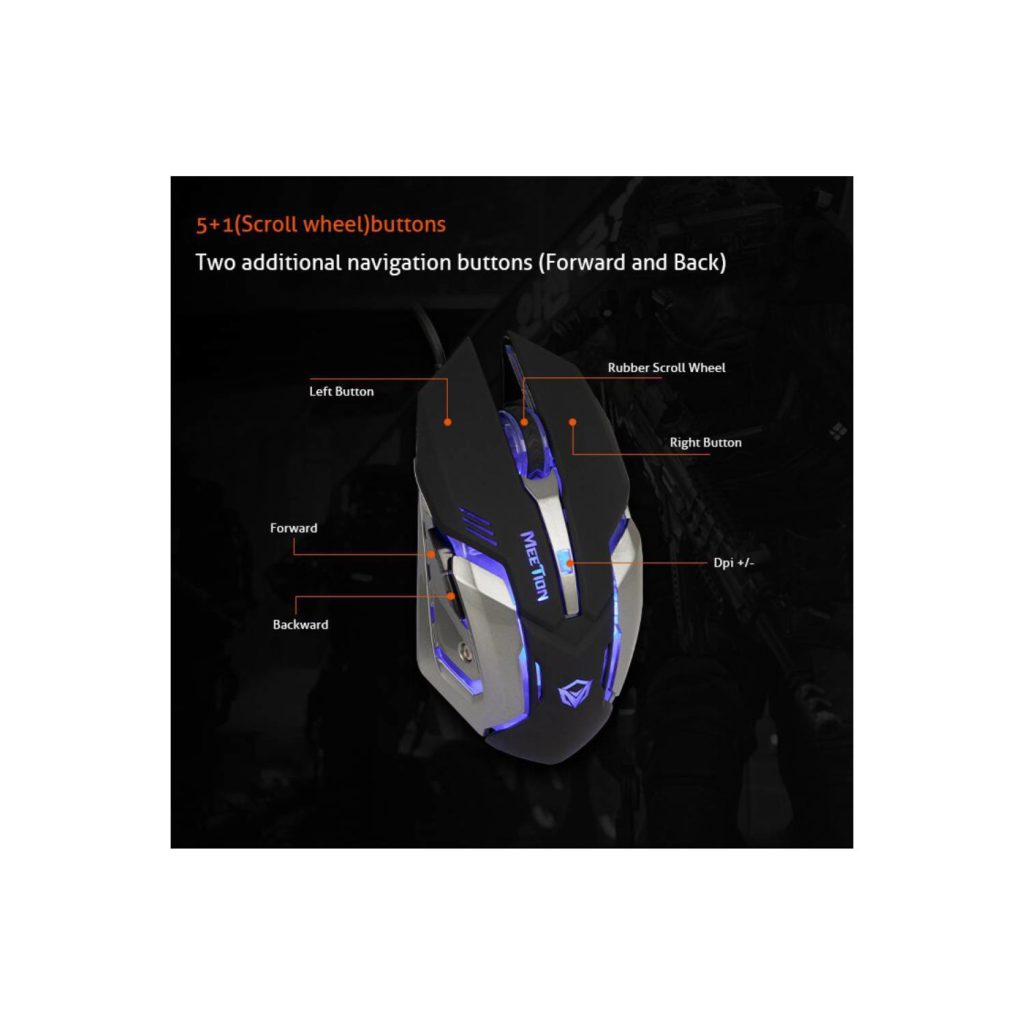 5+1(Scroll wheel)buttons
Two additional navigation buttons (Forward and Back)
Rubber Scroll Wheel
Left Button
Right Button
Forward
MEETION
Dpi +/-
Backward